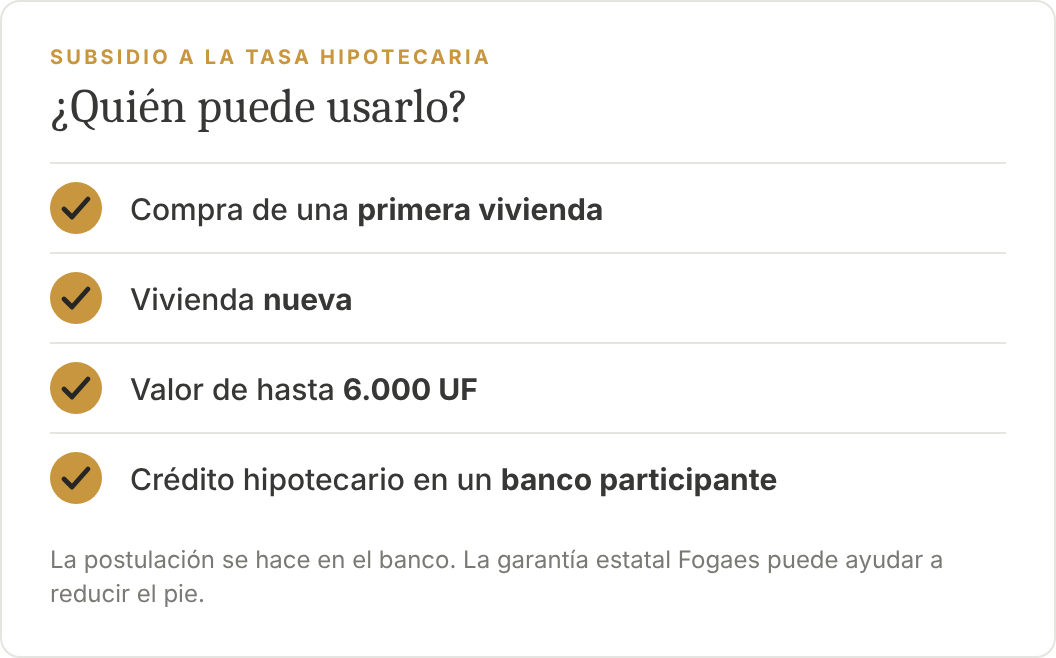 SUBSIDIO A LA TASA HIPOTECARIA
¿Quién puede usarlo?
Compra de una primera vivienda
Vivienda nueva
Valor de hasta 6.000 UF
Crédito hipotecario en un banco participante
La postulación se hace en el banco. La garantía estatal Fogaes puede ayudar a
reducir el pie.